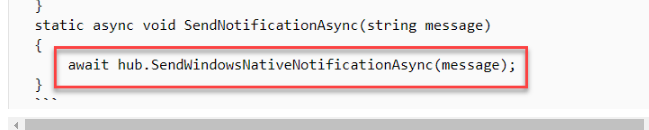 }
static async void SendNotificationAsync(string message)
{
await hub.SendWindowsNativeNotificationAsync(message);
}
```